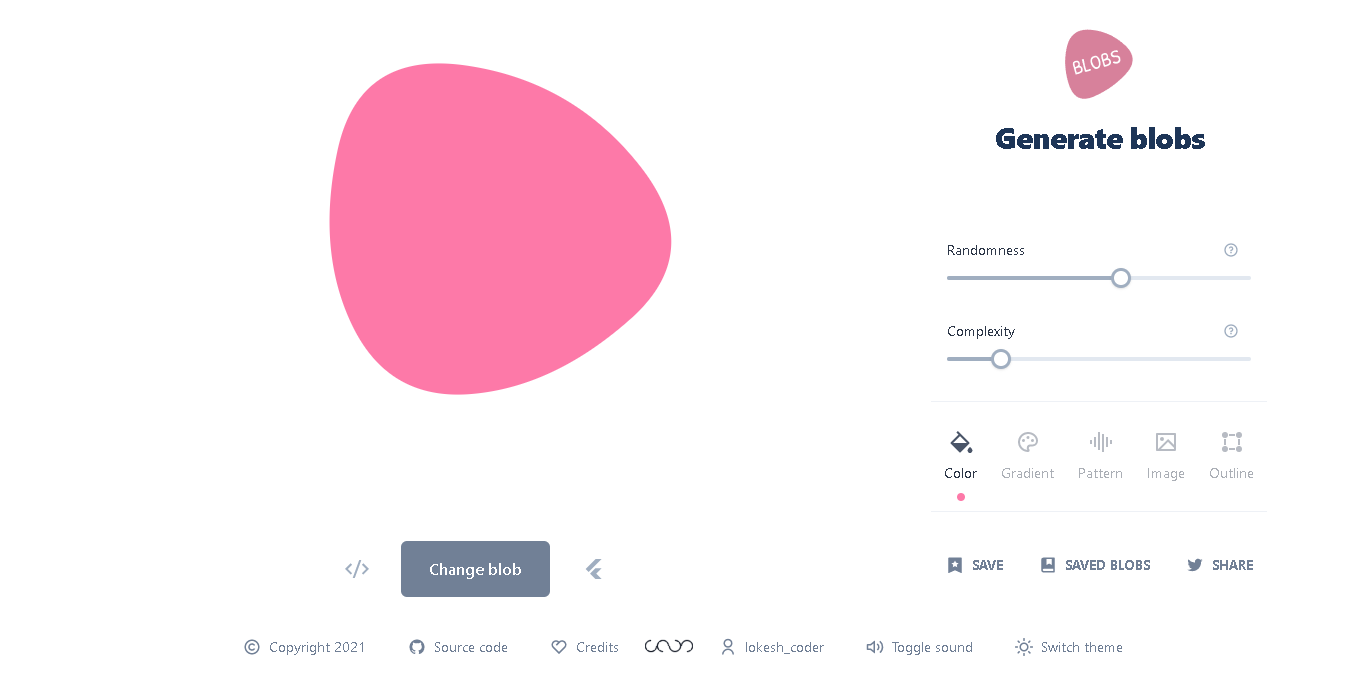 BLOBS
Generate blobs
Randomness
Complexity
Color Gradient Pattern Image Outline
</> Change blob
SAVE SAVED BLOBS SHARE
© Copyright 2021 Source code Credits lokesh_coder Toggle sound Switch theme